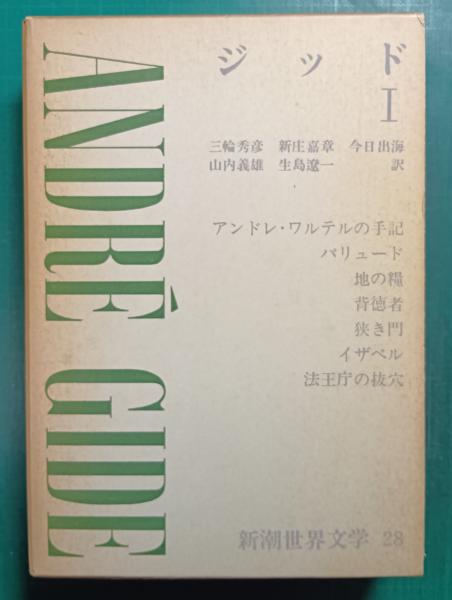 ANDRÉ GIDE
ジッド
I
三輪秀彦 新庄嘉章 今日出海
山内義雄 生島遼一 訳
アンドレ・ワルテルの手記
パリュード
地の糧
背徳者
狭き門
イザベル
法王庁の抜穴
新潮世界文学 28